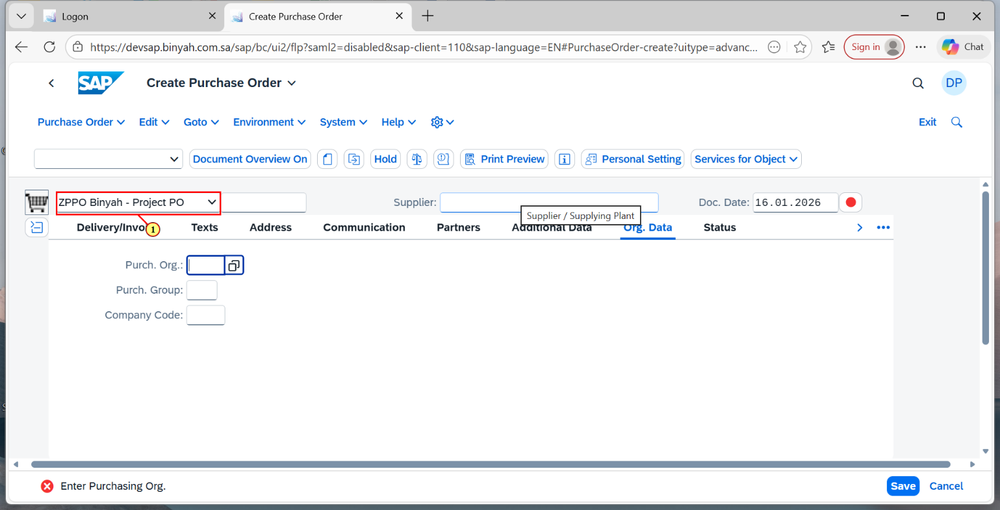 Logon
Create Purchase Order
https://devsap.binyah.com.sa/sap/bc/ui2/flp?saml2=disabled&sap-client=110&sap-language=EN#PurchaseOrder-create?uitype=advanc...
Sign in
Chat
SAP
Create Purchase Order
DP
Purchase Order
Edit
Goto
Environment
System
Help
Exit
Document Overview On
Hold
Print Preview
Personal Setting
Services for Object
ZPPO Binyah - Project PO
Supplier:
Doc. Date:
16.01.2026
Supplier / Supplying Plant
1
Delivery/Invo
Texts
Address
Communication
Partners
Additional Data
Org. Data
Status
Purch. Org.:
Purch. Group:
Company Code:
Enter Purchasing Org.
Save
Cancel